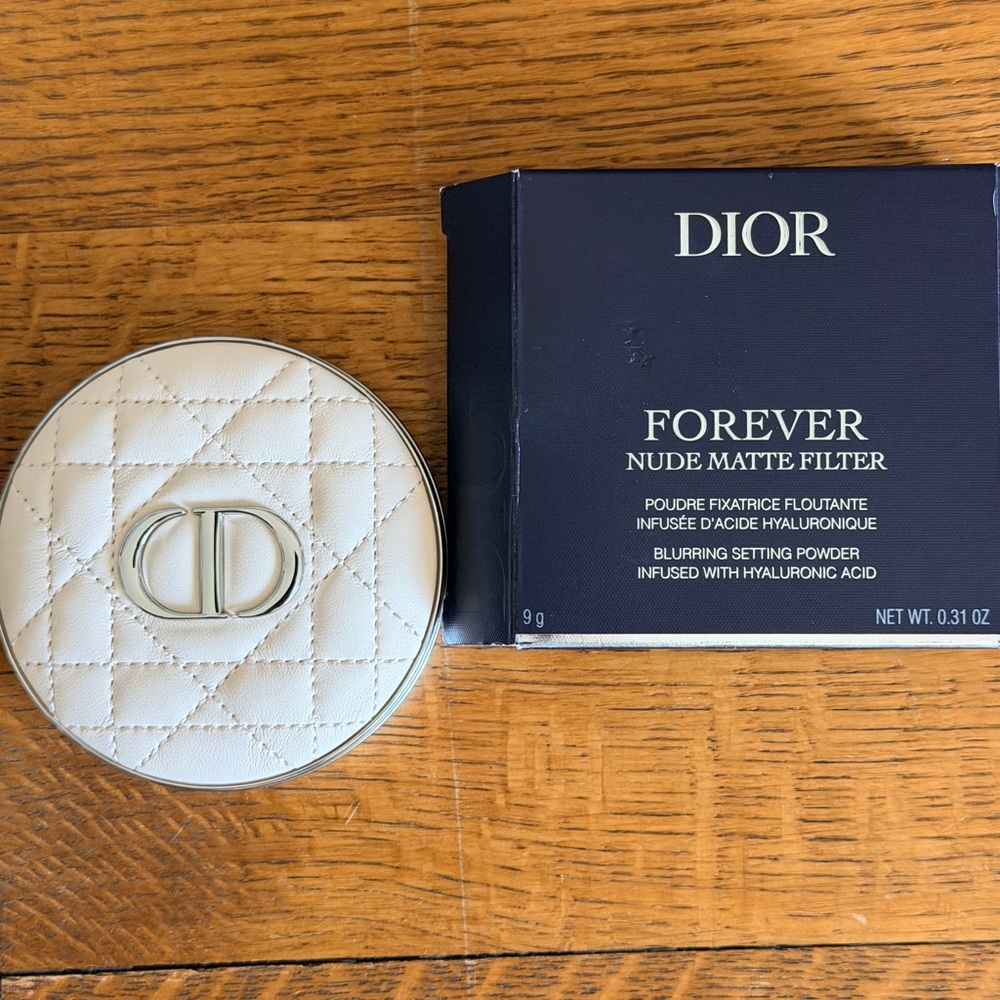 CD
DIOR
FOREVER
NUDE MATTE FILTER
POUDRE FIXATRICE FLOUTANTE
INFUSÉE D'ACIDE HYALURONIQUE
BLURRING SETTING POWDER
INFUSED WITH HYALURONIC ACID
9 g
NET WT. 0.31 OZ